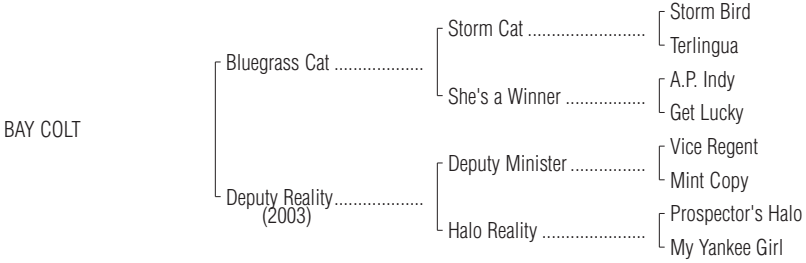 Storm Bird
Storm Cat ........................
Terlingua
Bluegrass Cat ...................
A.P. Indy
She's a Winner .................
Get Lucky
BAY COLT
Vice Regent
Deputy Minister ................
Mint Copy
Deputy Reality...................
(2003)
Prospector's Halo
Halo Reality ......................
My Yankee Girl